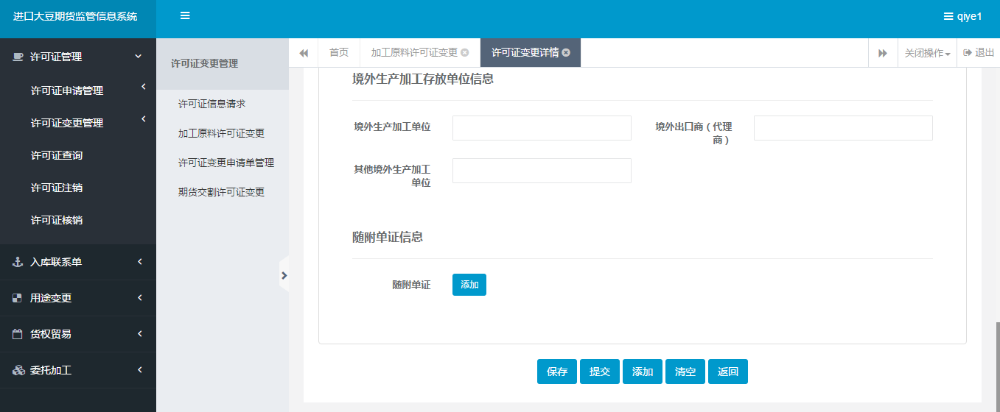 进口大豆期货监管信息系统
qiye1
许可证管理
许可证申请管理
许可证变更管理
许可证查询
许可证注销
许可证核销
入库联系单
用途变更
货权贸易
委托加工
许可证变更管理
许可证信息请求
加工原料许可证变更
许可证变更申请单管理
期货交割许可证变更
首页
加工原料许可证变更
许可证变更详情
关闭操作
退出
境外生产加工存放单位信息
境外生产加工单位
境外出口商（代理
商）
其他境外生产加工
单位
随附单证信息
随附单证
添加
保存
提交
添加
清空
返回